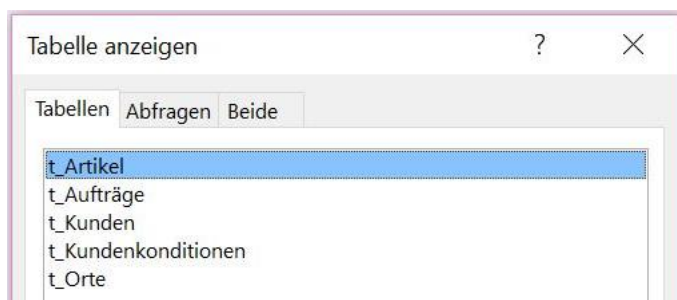 Tabelle anzeigen ?
Tabellen Abfragen Beide
t_Artikel
t_Aufträge
t_Kunden
t_Kundenkonditionen
t_Orte